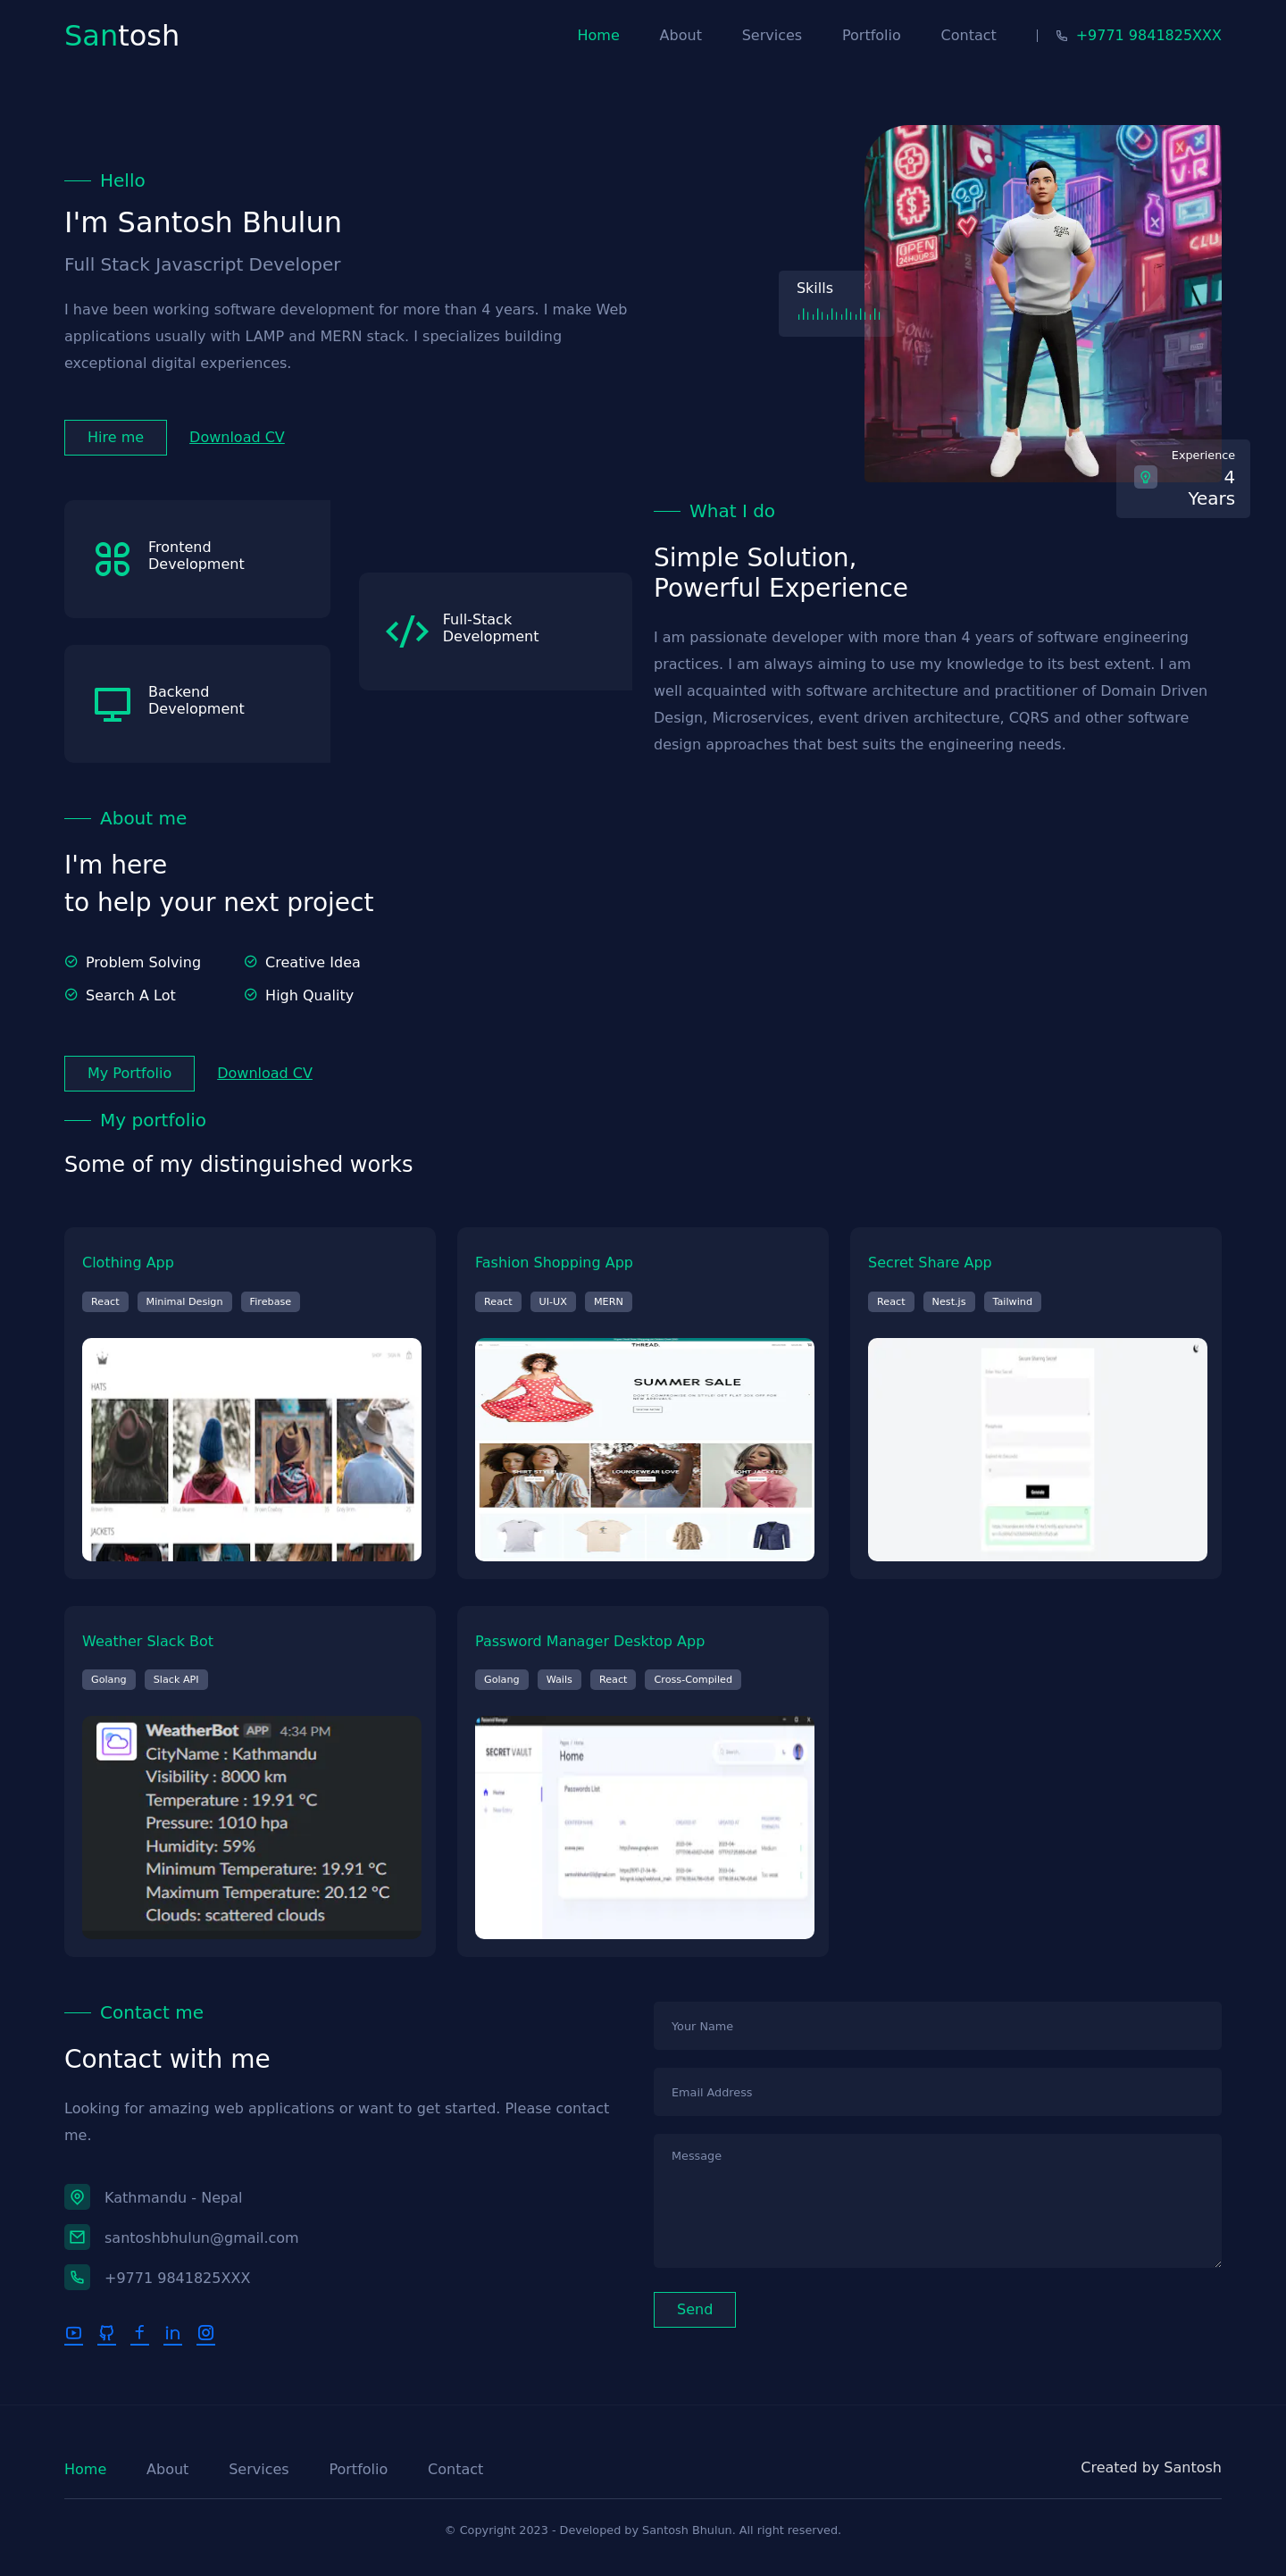 Santosh
Home About Services Portfolio Contact | +9771 9841825XXX
Hello
I'm Santosh Bhulun
Full Stack Javascript Developer
I have been working software development for more than 4 years. I make Web
applications usually with LAMP and MERN stack. I specializes building
exceptional digital experiences.
Hire me Download CV
OPEN
VR
CLU
Skills
Experience
4
Years
Frontend
Development
Full-Stack
Development
Backend
Development
What I do
Simple Solution,
Powerful Experience
I am passionate developer with more than 4 years of software engineering
practices. I am always aiming to use my knowledge to its best extent. I am
well acquainted with software architecture and practitioner of Domain Driven
Design, Microservices, event driven architecture, CQRS and other software
design approaches that best suits the engineering needs.
About me
I'm here
to help your next project
Problem Solving Creative Idea
Search A Lot High Quality
My Portfolio Download CV
My portfolio
Some of my distinguished works
Clothing App
React Minimal Design Firebase
HATS
JACKETS
Fashion Shopping App
React UI-UX MERN
THREAD.
SUMMER SALE
LOUNGEWEAR LOVE
Secret Share App
React Nest.js Tailwind
Weather Slack Bot
Golang Slack API
WeatherBot APP 4:34 PM
CityName : Kathmandu
Visibility : 8000 km
Temperature : 19.91 °C
Pressure: 1010 hpa
Humidity: 59%
Minimum Temperature: 19.91 °C
Maximum Temperature: 20.12 °C
Clouds: scattered clouds
Password Manager Desktop App
Golang Wails React Cross-Compiled
Password Manager
SECRET VAULT
Home
Home
Passwords List
Contact me
Contact with me
Looking for amazing web applications or want to get started. Please contact
me.
Kathmandu - Nepal
santoshbhulun@gmail.com
+9771 9841825XXX
Your Name
Email Address
Message
Send
Home About Services Portfolio Contact
Created by Santosh
© Copyright 2023 - Developed by Santosh Bhulun. All right reserved.